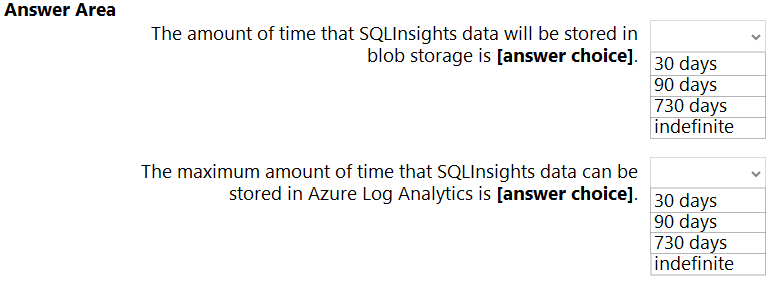 Answer Area
The amount of time that SQLInsights data will be stored in
blob storage is [answer choice].
30 days
90 days
730 days
indefinite
The maximum amount of time that SQLInsights data can be
stored in Azure Log Analytics is [answer choice].
30 days
90 days
730 days
indefinite